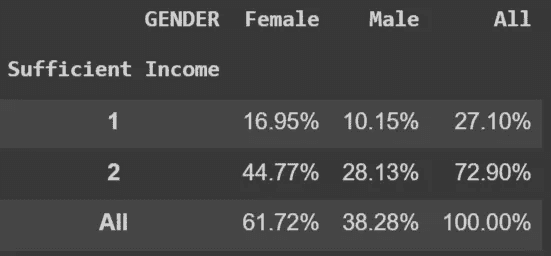 GENDER Female Male All
Sufficient Income
1 16.95% 10.15% 27.10%
2 44.77% 28.13% 72.90%
All 61.72% 38.28% 100.00%